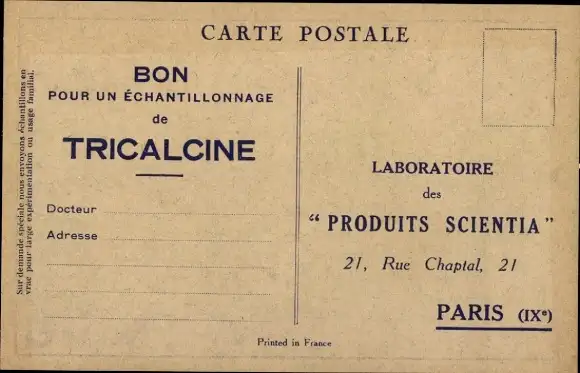 CARTE POSTALE
Sur demande spéciale nous envoyons échantillons en
vrac pour large expérimentation ou usage familial.
BON
POUR UN ÉCHANTILLONNAGE
de
TRICALCINE
Docteur
Adresse
LABORATOIRE
des
“ PRODUITS SCIENTIA ”
21, Rue Chaptal, 21
PARIS (IXe)
Printed in France